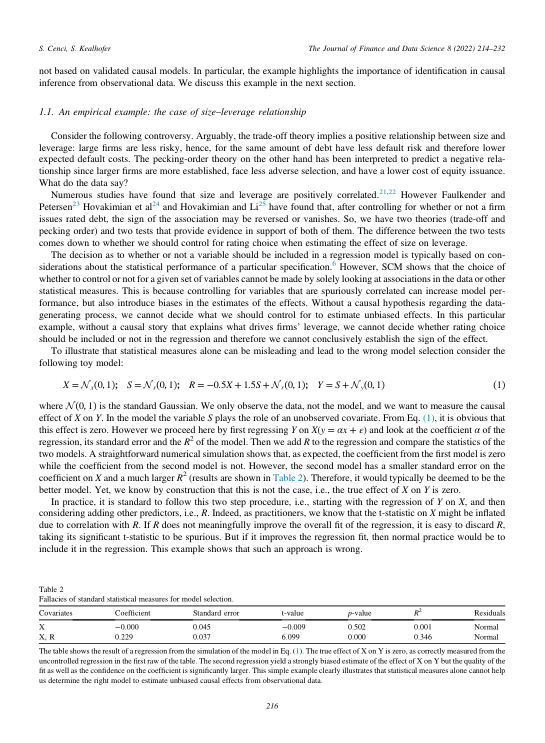 S. Cenci, S. Kealhofer
The Journal of Finance and Data Science 8 (2022) 214–232
not based on validated causal models. In particular, the example highlights the importance of identification in causal
inference from observational data. We discuss this example in the next section.
1.1. An empirical example: the case of size–leverage relationship
Consider the following controversy. Arguably, the trade-off theory implies a positive relationship between size and
leverage: large firms are less risky, hence, for the same amount of debt have less default risk and therefore lower
expected default costs. The pecking-order theory on the other hand has been interpreted to predict a negative rela-
tionship since larger firms are more established, face less adverse selection, and have a lower cost of equity issuance.
What do the data say?
Numerous studies have found that size and leverage are positively correlated.21,22 However Faulkender and
Petersen23 Hovakimian et al24 and Hovakimian and Li25 have found that, after controlling for whether or not a firm
issues rated debt, the sign of the association may be reversed or vanishes. So, we have two theories (trade-off and
pecking order) and two tests that provide evidence in support of both of them. The difference between the two tests
comes down to whether we should control for rating choice when estimating the effect of size on leverage.
The decision as to whether or not a variable should be included in a regression model is typically based on con-
siderations about the statistical performance of a particular specification.6 However, SCM shows that the choice of
whether to control or not for a given set of variables cannot be made by solely looking at associations in the data or other
statistical measures. This is because controlling for variables that are spuriously correlated can increase model per-
formance, but also introduce biases in the estimates of the effects. Without a causal hypothesis regarding the data-
generating process, we cannot decide what we should control for to estimate unbiased effects. In this particular
example, without a causal story that explains what drives firms' leverage, we cannot decide whether rating choice
should be included or not in the regression and therefore we cannot conclusively establish the sign of the effect.
To illustrate that statistical measures alone can be misleading and lead to the wrong model selection consider the
following toy model:
X = 𝒩x(0, 1); S = 𝒩s(0, 1); R = −0.5X + 1.5S + 𝒩r(0, 1); Y = S + 𝒩y(0, 1) (1)
where 𝒩(0, 1) is the standard Gaussian. We only observe the data, not the model, and we want to measure the causal
effect of X on Y. In the model the variable S plays the role of an unobserved covariate. From Eq. (1), it is obvious that
this effect is zero. However we proceed here by first regressing Y on X(y = αx + ε) and look at the coefficient α of the
regression, its standard error and the R2 of the model. Then we add R to the regression and compare the statistics of the
two models. A straightforward numerical simulation shows that, as expected, the coefficient from the first model is zero
while the coefficient from the second model is not. However, the second model has a smaller standard error on the
coefficient on X and a much larger R2 (results are shown in Table 2). Therefore, it would typically be deemed to be the
better model. Yet, we know by construction that this is not the case, i.e., the true effect of X on Y is zero.
In practice, it is standard to follow this two step procedure, i.e., starting with the regression of Y on X, and then
considering adding other predictors, i.e., R. Indeed, as practitioners, we know that the t-statistic on X might be inflated
due to correlation with R. If R does not meaningfully improve the overall fit of the regression, it is easy to discard R,
taking its significant t-statistic to be spurious. But if it improves the regression fit, then normal practice would be to
include it in the regression. This example shows that such an approach is wrong.
Table 2
Fallacies of standard statistical measures for model selection.
Covariates Coefficient Standard error t-value p-value R2 Residuals
X −0.000 0.045 −0.009 0.502 0.001 Normal
X, R 0.229 0.037 6.099 0.000 0.346 Normal
The table shows the result of a regression from the simulation of the model in Eq. (1). The true effect of X on Y is zero, as correctly measured from the
uncontrolled regression in the first raw of the table. The second regression yield a strongly biased estimate of the effect of X on Y but the quality of the
fit as well as the confidence on the coefficient is significantly larger. This simple example clearly illustrates that statistical measures alone cannot help
us determine the right model to estimate unbiased causal effects from observational data.
216